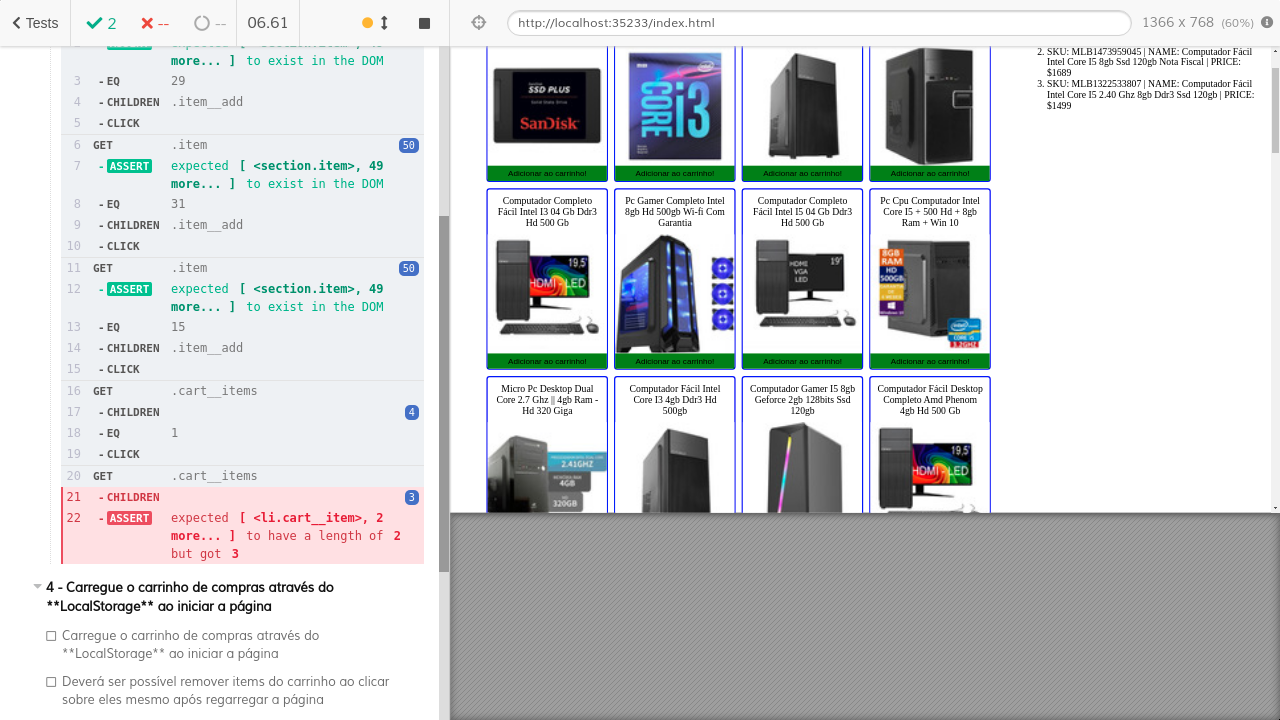 Tests
2
--
--
06.61
http://localhost:35233/index.html
1366 x 768 (60%)
more... ] to exist in the DOM
3 - EQ 29
4 - CHILDREN .item__add
5 - CLICK
6 GET .item 50
7 - ASSERT expected [ <section.item>, 49
more... ] to exist in the DOM
8 - EQ 31
9 - CHILDREN .item__add
10 - CLICK
11 GET .item 50
12 - ASSERT expected [ <section.item>, 49
more... ] to exist in the DOM
13 - EQ 15
14 - CHILDREN .item__add
15 - CLICK
16 GET .cart__items
17 - CHILDREN 4
18 - EQ 1
19 - CLICK
20 GET .cart__items
21 - CHILDREN 3
22 - ASSERT expected [ <li.cart__item>, 2
more... ] to have a length of 2
but got 3
4 - Carregue o carrinho de compras através do
**LocalStorage** ao iniciar a página
Carregue o carrinho de compras através do
**LocalStorage** ao iniciar a página
Deverá ser possível remover items do carrinho ao clicar
sobre eles mesmo após regarregar a página
SSD PLUS
SanDisk
intel
CORE i3
Adicionar ao carrinho!
Adicionar ao carrinho!
Adicionar ao carrinho!
Adicionar ao carrinho!
Computador Completo
Fácil Intel I3 04 Gb Ddr3
Hd 500 Gb
19,5"
HDMI - LED
Adicionar ao carrinho!
Pc Gamer Completo Intel
8gb Hd 500gb Wi-fi Com
Garantia
Adicionar ao carrinho!
Computador Completo
Fácil Intel I5 04 Gb Ddr3
Hd 500 Gb
19"
HDMI
VGA
LED
Adicionar ao carrinho!
Pc Cpu Computador Intel
Core I5 + 500 Hd + 8gb
Ram + Win 10
8GB
RAM
HD
500GB
intel
CORE i5
3.2GHZ
Adicionar ao carrinho!
Micro Pc Desktop Dual
Core 2.7 Ghz || 4gb Ram -
Hd 320 Giga
2.41GHZ
4GB
320GB
Computador Fácil Intel
Core I3 4gb Ddr3 Hd
500gb
Computador Gamer I5 8gb
Geforce 2gb 128bits Ssd
120gb
Computador Fácil Desktop
Completo Amd Phenom
4gb Hd 500 Gb
19,5"
HDMI - LED
2. SKU: MLB1473959045 | NAME: Computador Fácil
Intel Core I5 8gb Ssd 120gb Nota Fiscal | PRICE:
$1689
3. SKU: MLB1322533807 | NAME: Computador Fcil
Intel Core I5 2.40 Ghz 8gb Ddr3 Ssd 120gb | PRICE:
$1499